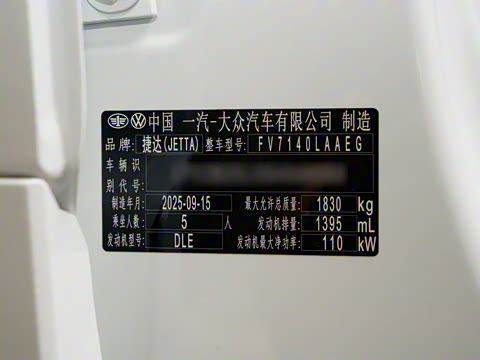 中国 一汽-大众汽车有限公司 制造
品牌: 捷达(JETTA) 整车型号: FV7140LAAEG
车辆识
别代号:
制造年月: 2025-09-15 最大允许总质量: 1830 kg
乘坐人数: 5 人 发动机排量: 1395 mL
发动机型号: DLE 发动机最大净功率: 110 kW